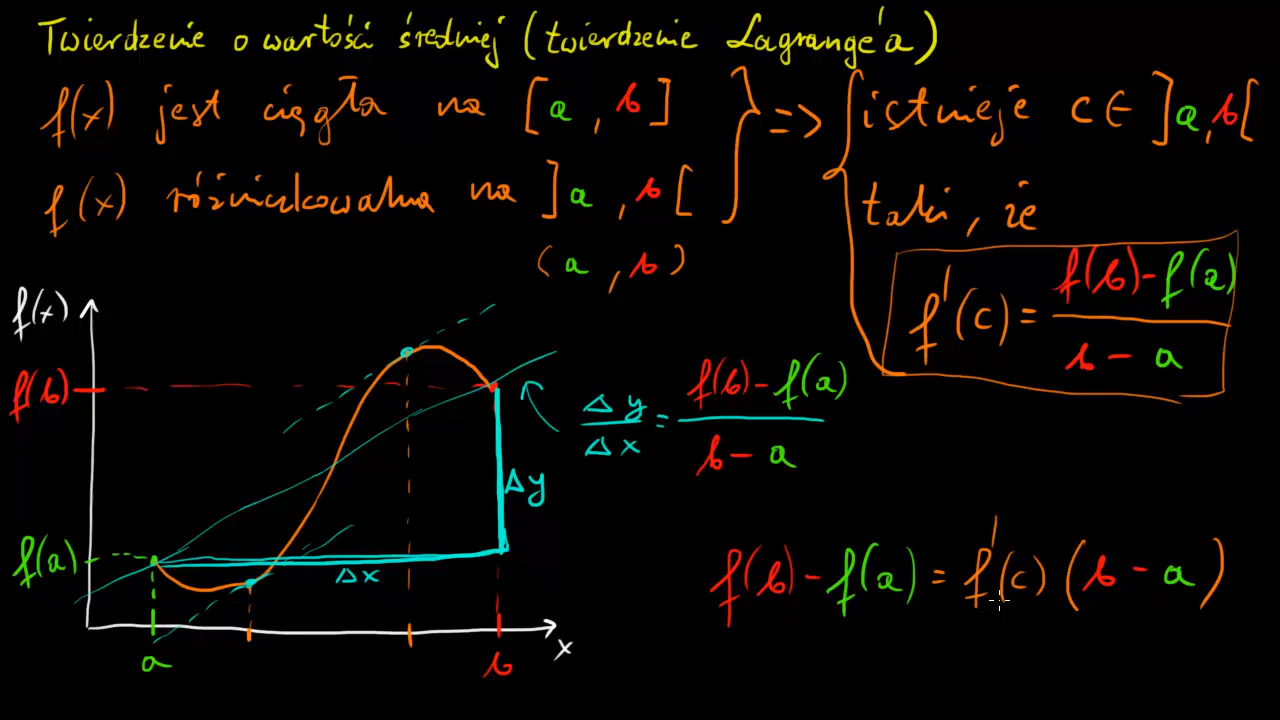 Twierdzenie o wartości średniej (twierdzenie Lagrange'a)
f(x) jest ciągła na [a, b]
f(x) różniczkowalna na ]a, b[
(a, b)
} => { istnieje c ∈ ]a, b[
taki, że
f'(c) = (f(b) - f(a)) / (b - a)
f(x)
f(b)
f(a)
Δx
Δy
a
b
x
Δy/Δx = (f(b) - f(a)) / (b - a)
f(b) - f(a) = f'(c) (b - a)